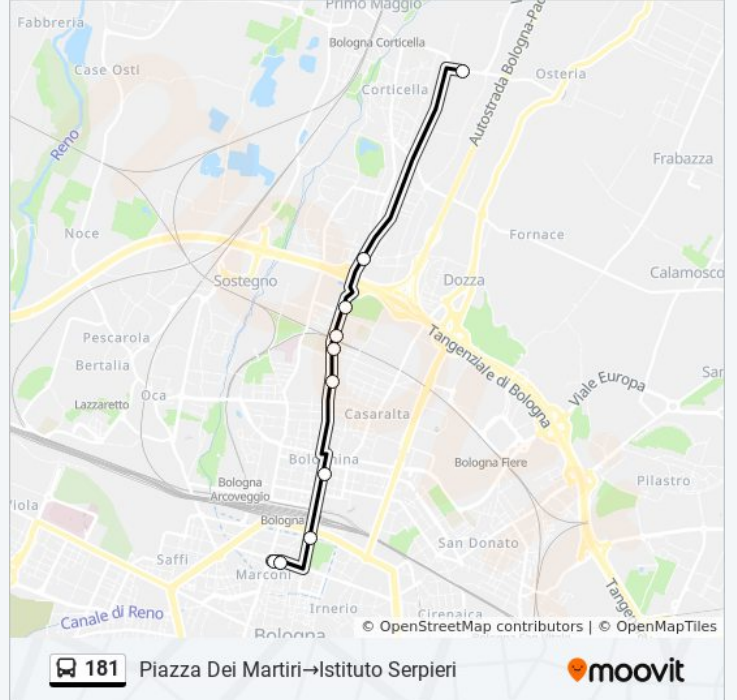 Primo Maggio
Fabbreria
Bologna Corticella
Case Osti
Osteria
Corticella
Autostrada Bologna-Pad
Reno
Frabazza
Noce
Fornace
Calamosco
Sostegno
Dozza
Pescarola
Tangenziale di Bologna
Bertalia
Viale Europa
San
Oca
Lazzaretto
Casaralta
Bolognina
Bologna Fiere
Bologna
Arcoveggio
Pilastro
Bologna
San Donato
Saffi
Marconi
Irnerio
Cirenaica
Canale di Reno
Bologna
© OpenStreetMap contributors | © OpenMapTiles
181 Piazza Dei Martiri→Istituto Serpieri
moovit